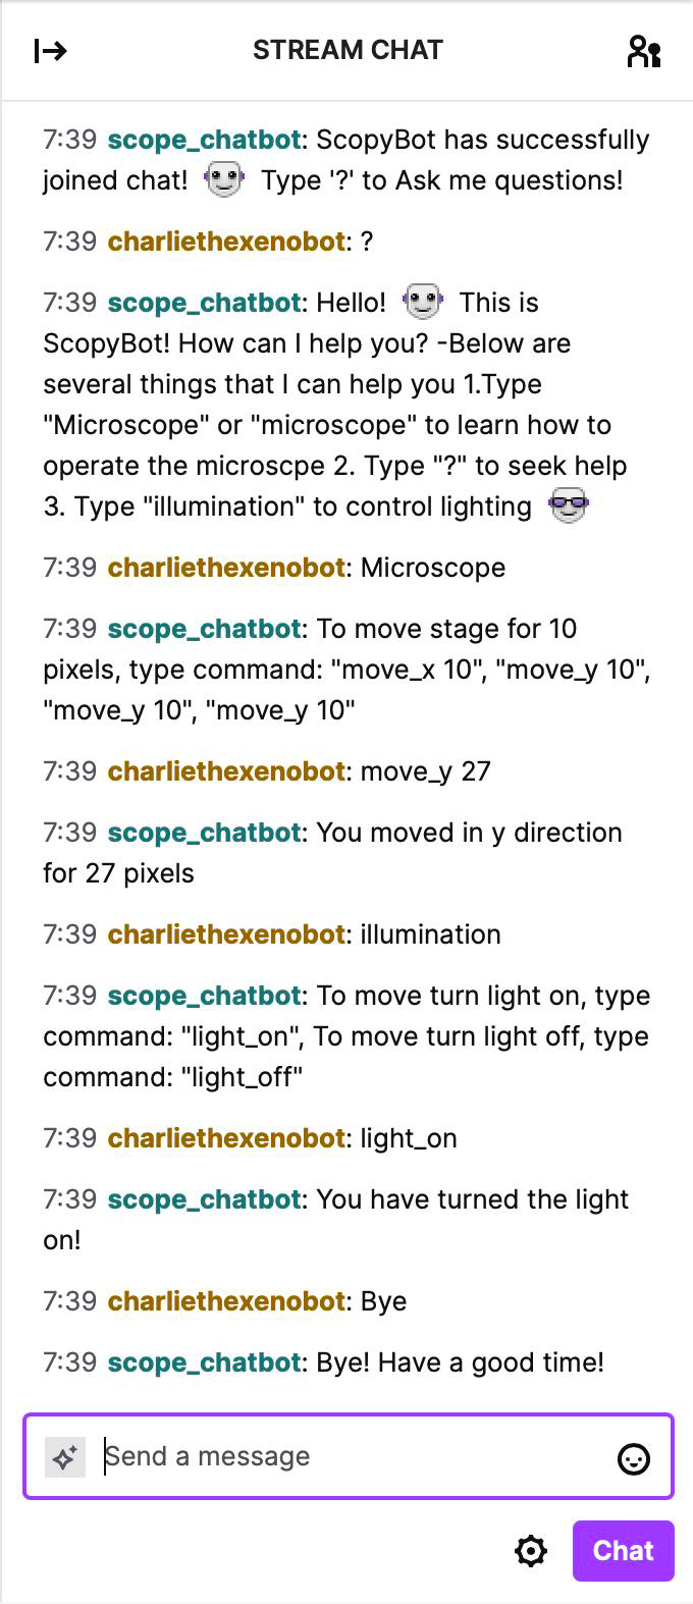 STREAM CHAT
7:39 scope_chatbot: ScopyBot has successfully
joined chat! Type '?' to Ask me questions!
7:39 charliethexenobot: ?
7:39 scope_chatbot: Hello! This is
ScopyBot! How can I help you? -Below are
several things that I can help you 1.Type
"Microscope" or "microscope" to learn how to
operate the microscpe 2. Type "?" to seek help
3. Type "illumination" to control lighting
7:39 charliethexenobot: Microscope
7:39 scope_chatbot: To move stage for 10
pixels, type command: "move_x 10", "move_y 10",
"move_y 10", "move_y 10"
7:39 charliethexenobot: move_y 27
7:39 scope_chatbot: You moved in y direction
for 27 pixels
7:39 charliethexenobot: illumination
7:39 scope_chatbot: To move turn light on, type
command: "light_on", To move turn light off, type
command: "light_off"
7:39 charliethexenobot: light_on
7:39 scope_chatbot: You have turned the light
on!
7:39 charliethexenobot: Bye
7:39 scope_chatbot: Bye! Have a good time!
Send a message
Chat